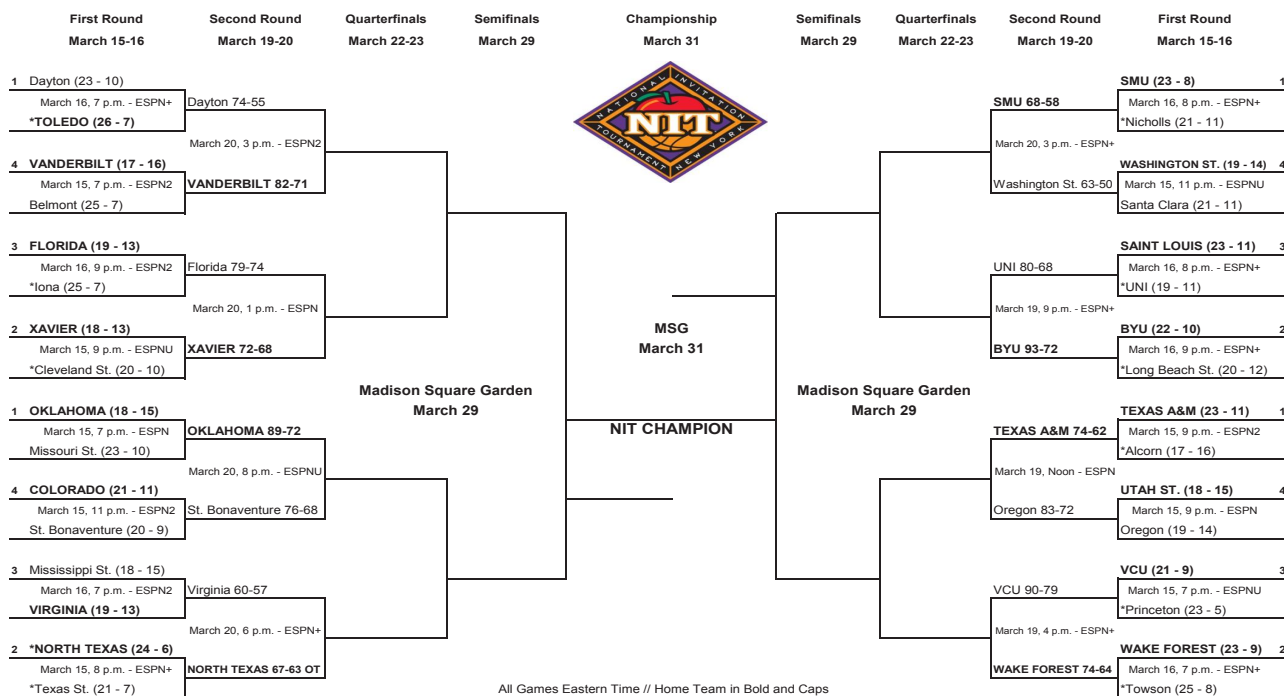 First Round
March 15-16
Second Round
March 19-20
Quarterfinals
March 22-23
Semifinals
March 29
Championship
March 31
Semifinals
March 29
Quarterfinals
March 22-23
Second Round
March 19-20
First Round
March 15-16
1 Dayton (23 - 10)
March 16, 7 p.m. - ESPN+
*TOLEDO (26 - 7)
Dayton 74-55
March 20, 3 p.m. - ESPN2
4 VANDERBILT (17 - 16)
March 15, 7 p.m. - ESPN2
Belmont (25 - 7)
VANDERBILT 82-71
3 FLORIDA (19 - 13)
March 16, 9 p.m. - ESPN2
*Iona (25 - 7)
Florida 79-74
March 20, 1 p.m. - ESPN
2 XAVIER (18 - 13)
March 15, 9 p.m. - ESPNU
*Cleveland St. (20 - 10)
XAVIER 72-68
Madison Square Garden
March 29
1 OKLAHOMA (18 - 15)
March 15, 7 p.m. - ESPN
Missouri St. (23 - 10)
OKLAHOMA 89-72
March 20, 8 p.m. - ESPNU
4 COLORADO (21 - 11)
March 15, 11 p.m. - ESPN2
St. Bonaventure (20 - 9)
St. Bonaventure 76-68
3 Mississippi St. (18 - 15)
March 16, 7 p.m. - ESPN2
VIRGINIA (19 - 13)
Virginia 60-57
March 20, 6 p.m. - ESPN+
2 *NORTH TEXAS (24 - 6)
March 15, 8 p.m. - ESPN+
*Texas St. (21 - 7)
NORTH TEXAS 67-63 OT
NATIONAL INVITATION
NIT
TOURNAMENT NEW YORK
MSG
March 31
NIT CHAMPION
SMU 68-58
March 20, 3 p.m. - ESPN+
Washington St. 63-50
SMU (23 - 8) 1
March 16, 8 p.m. - ESPN+
*Nicholls (21 - 11)
WASHINGTON ST. (19 - 14) 4
March 15, 11 p.m. - ESPNU
Santa Clara (21 - 11)
UNI 80-68
March 19, 9 p.m. - ESPN+
BYU 93-72
SAINT LOUIS (23 - 11) 3
March 16, 8 p.m. - ESPN+
*UNI (19 - 11)
BYU (22 - 10) 2
March 16, 9 p.m. - ESPN+
*Long Beach St. (20 - 12)
Madison Square Garden
March 29
TEXAS A&M 74-62
March 19, Noon - ESPN
Oregon 83-72
TEXAS A&M (23 - 11) 1
March 15, 9 p.m. - ESPN2
*Alcorn (17 - 16)
UTAH ST. (18 - 15) 4
March 15, 9 p.m. - ESPN
Oregon (19 - 14)
VCU 90-79
March 19, 4 p.m. - ESPN+
WAKE FOREST 74-64
VCU (21 - 9) 3
March 15, 7 p.m. - ESPNU
*Princeton (23 - 5)
WAKE FOREST (23 - 9) 2
March 16, 7 p.m. - ESPN+
*Towson (25 - 8)
All Games Eastern Time // Home Team in Bold and Caps